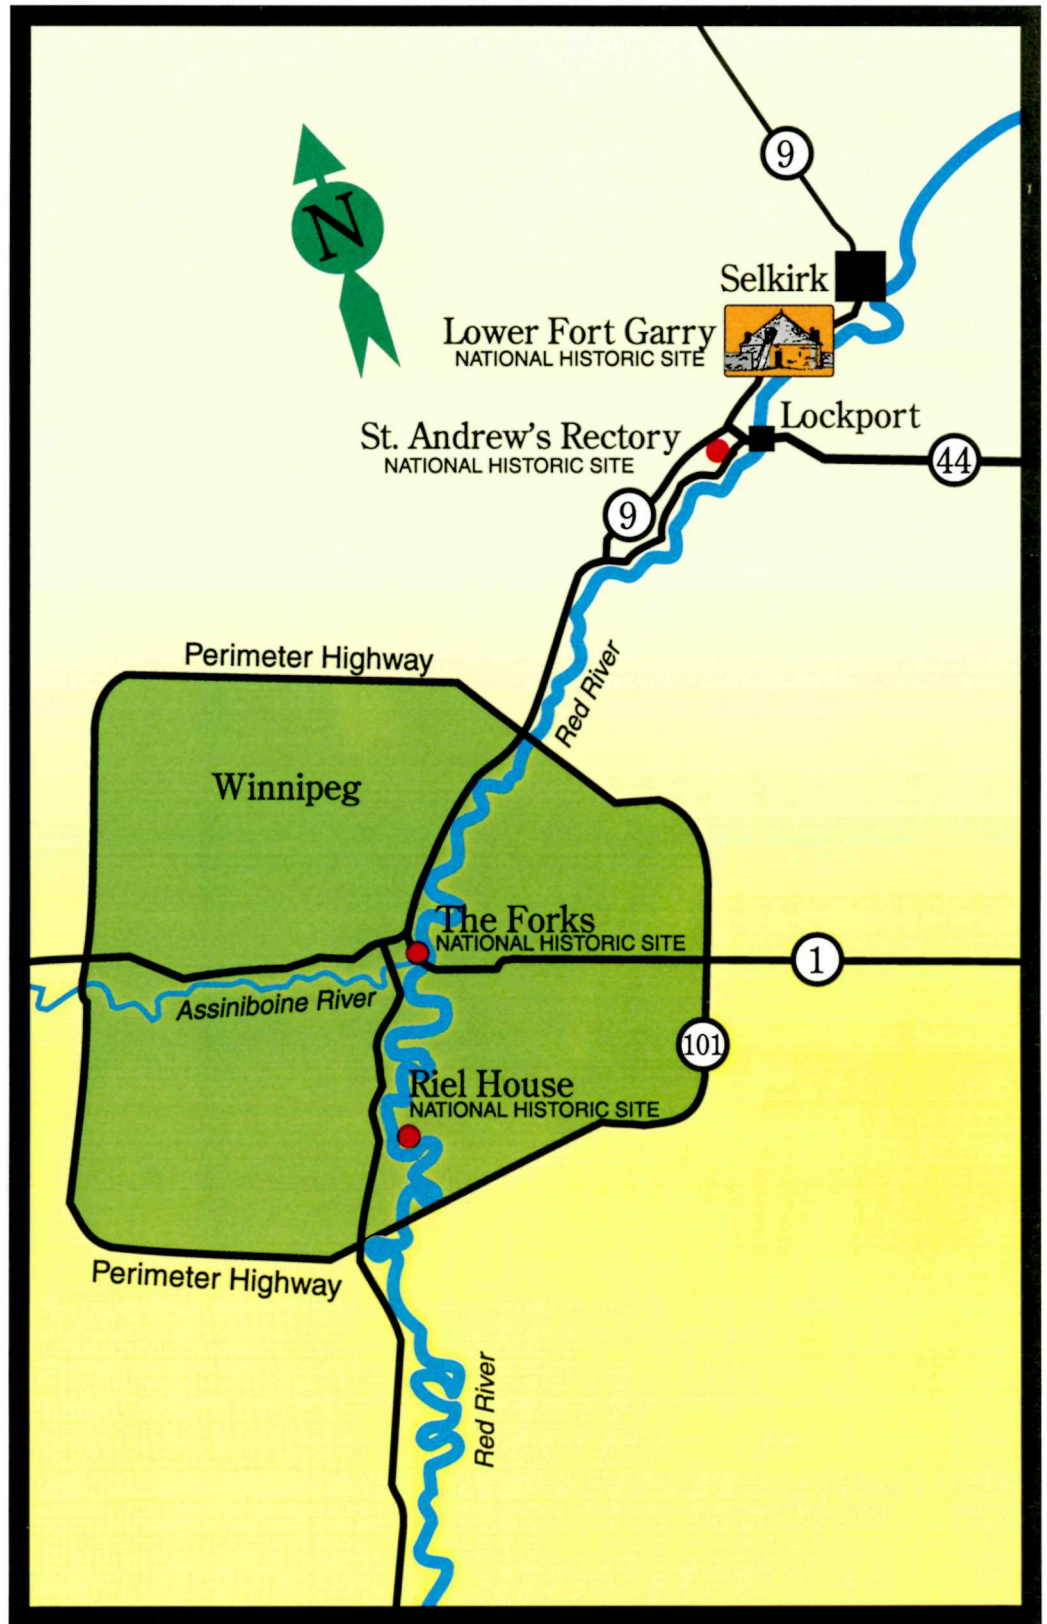 9
N
Selkirk
Lower Fort Garry
NATIONAL HISTORIC SITE
Lockport
St. Andrew's Rectory
NATIONAL HISTORIC SITE
44
9
Red River
Perimeter Highway
Winnipeg
The Forks
NATIONAL HISTORIC SITE
1
Assiniboine River
101
Riel House
NATIONAL HISTORIC SITE
Perimeter Highway
Red River